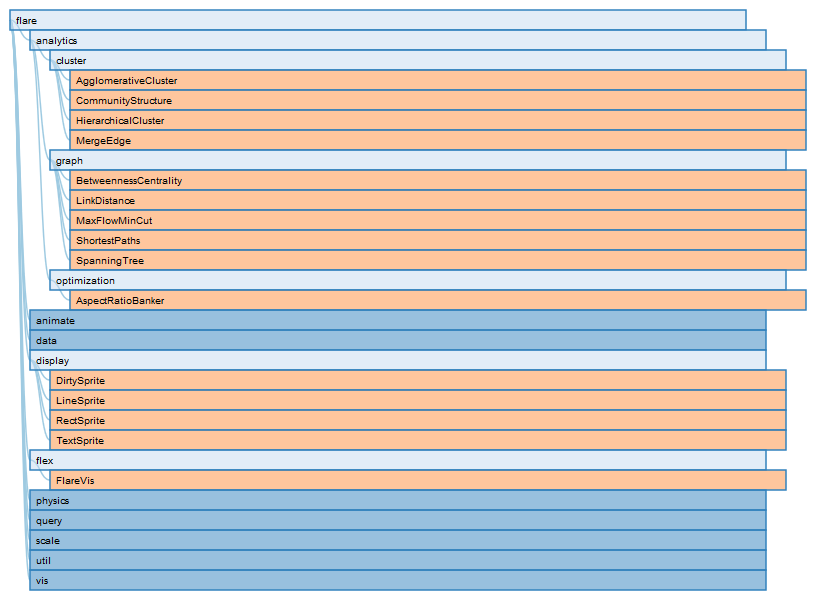 flare
analytics
cluster
AgglomerativeCluster
CommunityStructure
HierarchicalCluster
MergeEdge
graph
BetweennessCentrality
LinkDistance
MaxFlowMinCut
ShortestPaths
SpanningTree
optimization
AspectRatioBanker
animate
data
display
DirtySprite
LineSprite
RectSprite
TextSprite
flex
FlareVis
physics
query
scale
util
vis